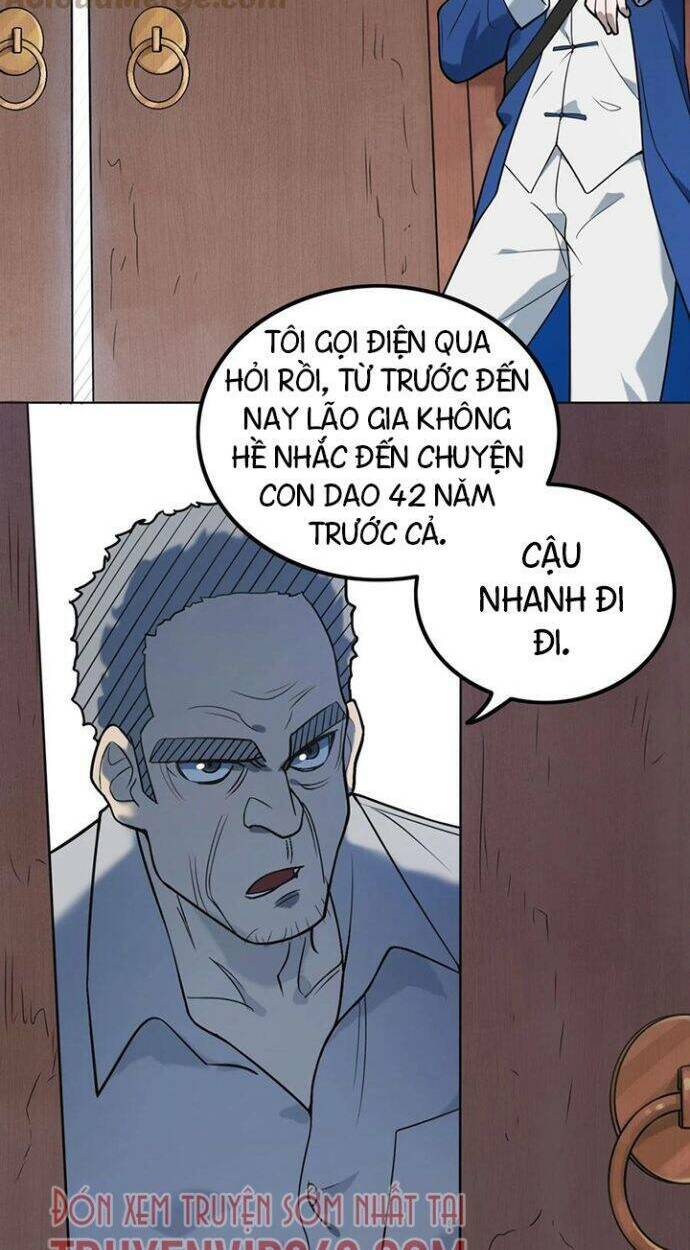 TÔI GỌI ĐIỆN QUA
HỎI RỒI, TỪ TRƯỚC ĐẾN
NAY LÃO GIA KHÔNG
HỀ NHẮC ĐẾN CHUYỆN
CON DAO 42 NĂM
TRƯỚC CẢ.
CẬU
NHANH ĐI
ĐI.
ĐÓN XEM TRUYỆN SỚM NHẤT TẠI